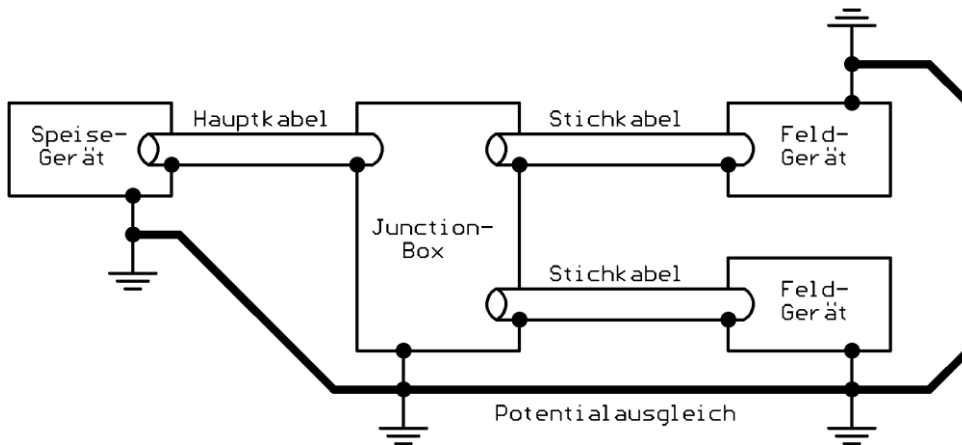 Speise-
Gerät
Hauptkabel
Junction-
Box
Stichkabel
Feld-
Gerät
Stichkabel
Feld-
Gerät
Potentialausgleich